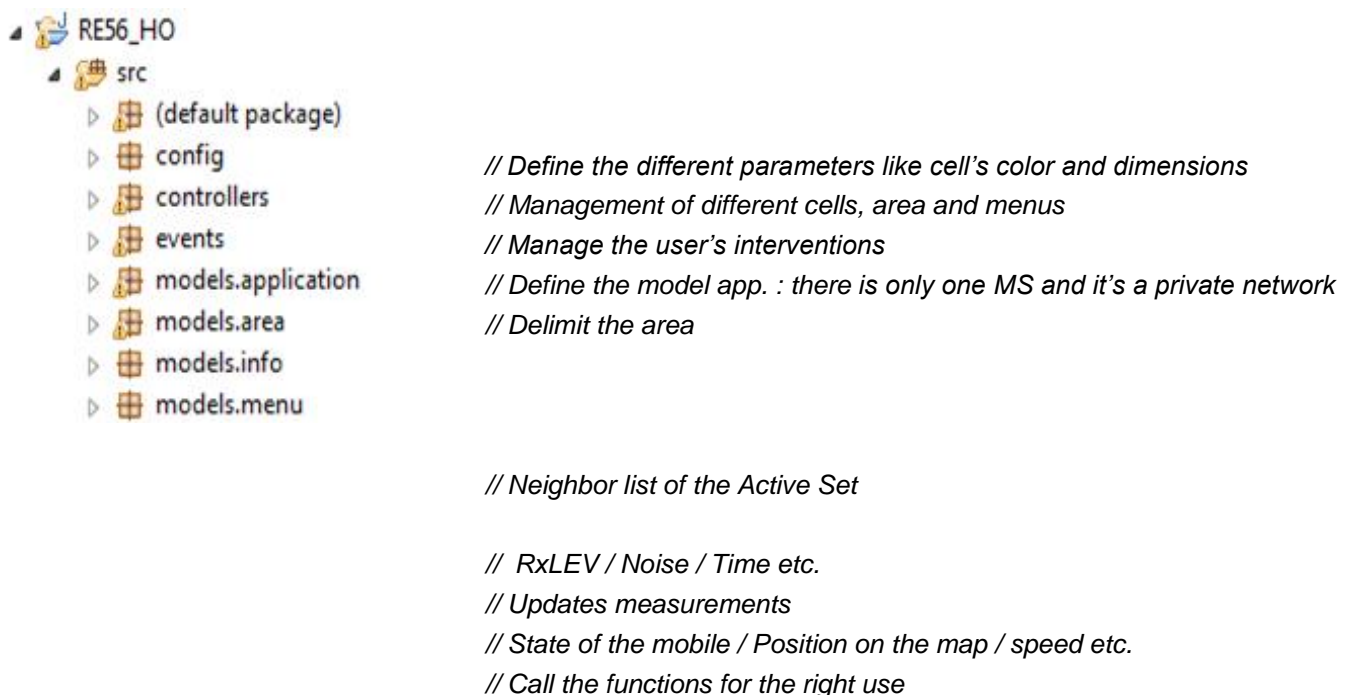 RE56_HO
src
(default package)
config // Define the different parameters like cell’s color and dimensions
controllers // Management of different cells, area and menus
events // Manage the user’s interventions
models.application // Define the model app. : there is only one MS and it’s a private network
models.area // Delimit the area
models.info
models.menu
// Neighbor list of the Active Set
// RxLEV / Noise / Time etc.
// Updates measurements
// State of the mobile / Position on the map / speed etc.
// Call the functions for the right use